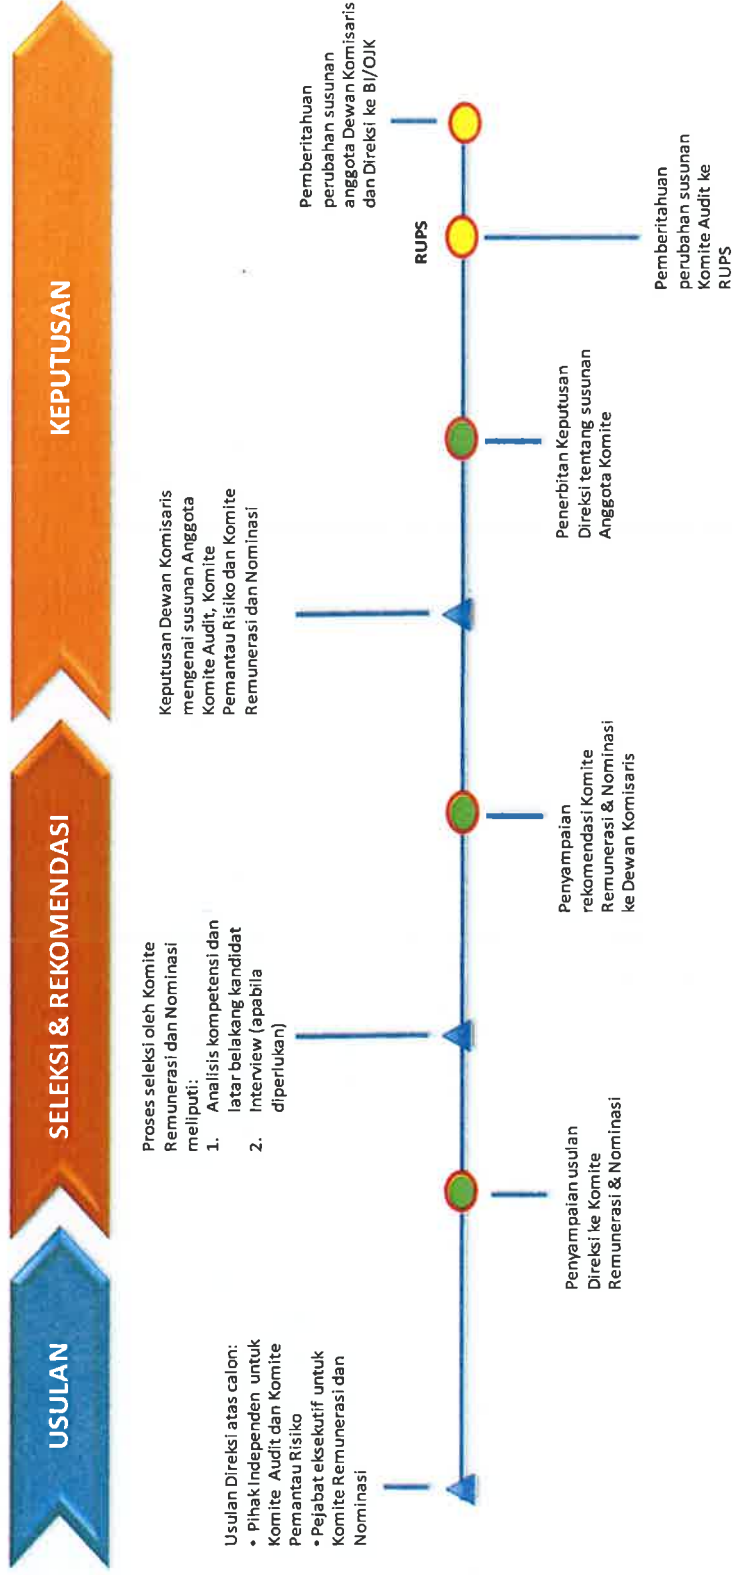 USULAN
SELEKSI & REKOMENDASI
KEPUTUSAN
Usulan Direksi atas calon:
• Pihak Independen untuk
Komite Audit dan Komite
Pemantau Risiko
• Pejabat eksekutif untuk
Komite Remunerasi dan
Nominasi
Penyampaian usulan
Direksi ke Komite
Remunerasi & Nominasi
Proses seleksi oleh Komite
Remunerasi dan Nominasi
meliputi:
1. Analisis kompetensi dan
latar belakang kandidat
2. Interview (apabila
diperlukan)
Penyampaian
rekomendasi Komite
Remunerasi & Nominasi
ke Dewan Komisaris
Keputusan Dewan Komisaris
mengenai susunan Anggota
Komite Audit, Komite
Pemantau Risiko dan Komite
Remunerasi dan Nominasi
Penerbitan Keputusan
Direksi tentang susunan
Anggota Komite
RUPS
Pemberitahuan
perubahan susunan
Komite Audit ke
RUPS
Pemberitahuan
perubahan susunan
anggota Dewan Komisaris
dan Direksi ke BI/OJK